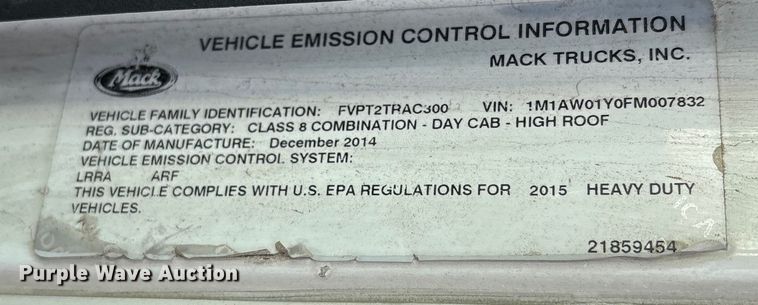 VEHICLE EMISSION CONTROL INFORMATION
Mack
MACK TRUCKS, INC.
VEHICLE FAMILY IDENTIFICATION: FVPT2TRAC300 VIN: 1M1AW01Y0FM007832
REG. SUB-CATEGORY: CLASS 8 COMBINATION - DAY CAB - HIGH ROOF
DATE OF MANUFACTURE: December 2014
VEHICLE EMISSION CONTROL SYSTEM:
LRRA ARF
THIS VEHICLE COMPLIES WITH U.S. EPA REGULATIONS FOR 2015 HEAVY DUTY
VEHICLES.
21859454
Purple Wave Auction